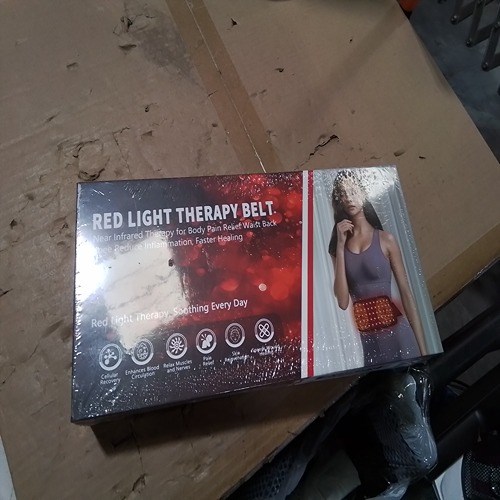 RED LIGHT THERAPY BELT
Near Infrared Therapy for Body Pain Relief Waist Back
Inflammation, Faster Healing
Red Light Therapy, Soothing Every Day
Cellular Recovery
Enhances Blood Circulation
Relax Muscles and Nerves
Pain Relief
Skin